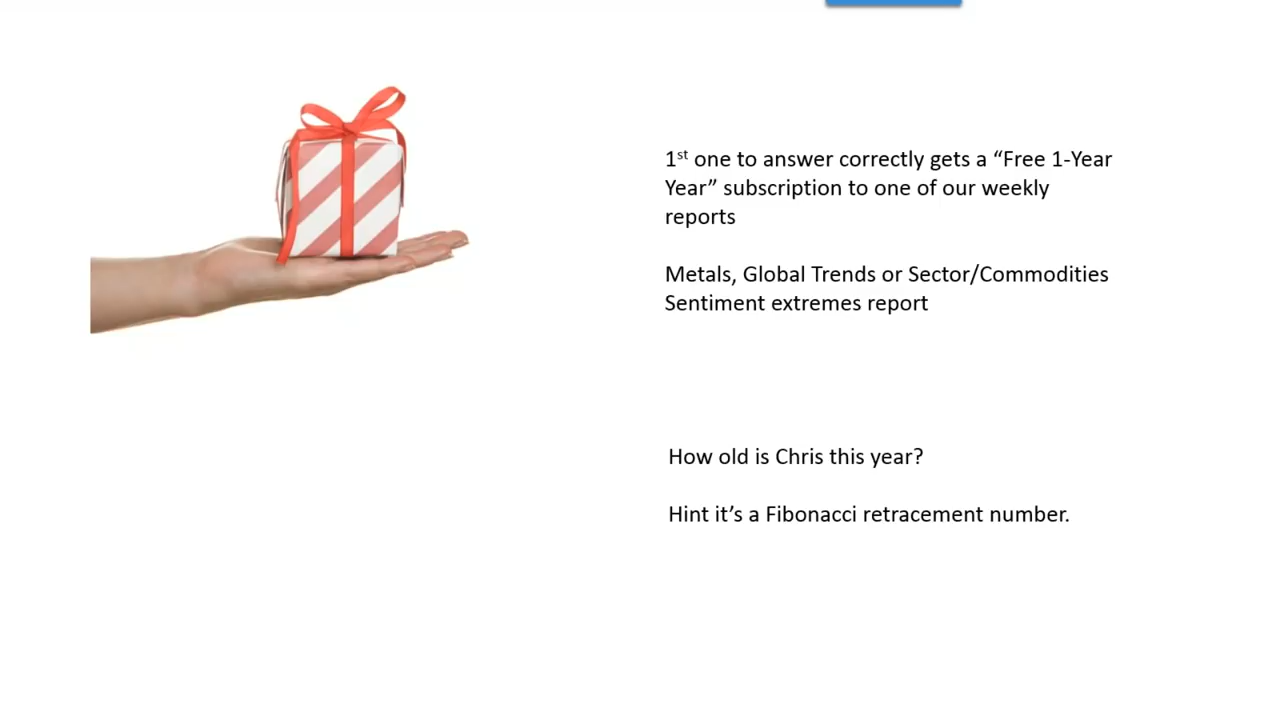 1st one to answer correctly gets a “Free 1-Year
Year” subscription to one of our weekly
reports
Metals, Global Trends or Sector/Commodities
Sentiment extremes report
How old is Chris this year?
Hint it’s a Fibonacci retracement number.